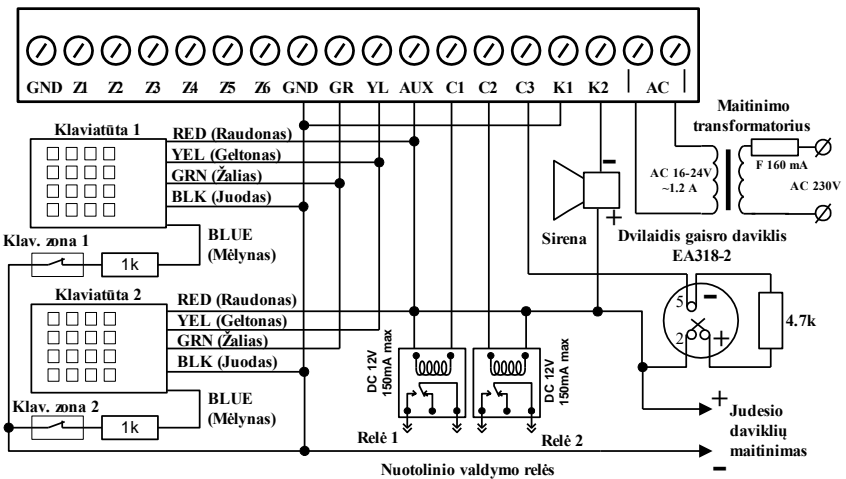 GND Z1 Z2 Z3 Z4 Z5 Z6 GND GR YL AUX C1 C2 C3 K1 K2 AC
Maitinimo
transformatorius
Klaviatūta 1
RED (Raudonas)
YEL (Geltonas)
GRN (Žalias)
BLK (Juodas)
F 160 mA
AC 16-24V
~1.2 A
AC 230V
BLUE
(Mėlynas)
Klav. zona 1
1k
Sirena
Dvilaidis gaisro daviklis
EA318-2
Klaviatūta 2
RED (Raudonas)
YEL (Geltonas)
GRN (Žalias)
BLK (Juodas)
5
2
4.7k
DC 12V
150mA max
DC 12V
150mA max
BLUE
(Mėlynas)
Klav. zona 2
1k
Relė 1
Relė 2
Judesio
daviklių
maitinimas
Nuotolinio valdymo relės